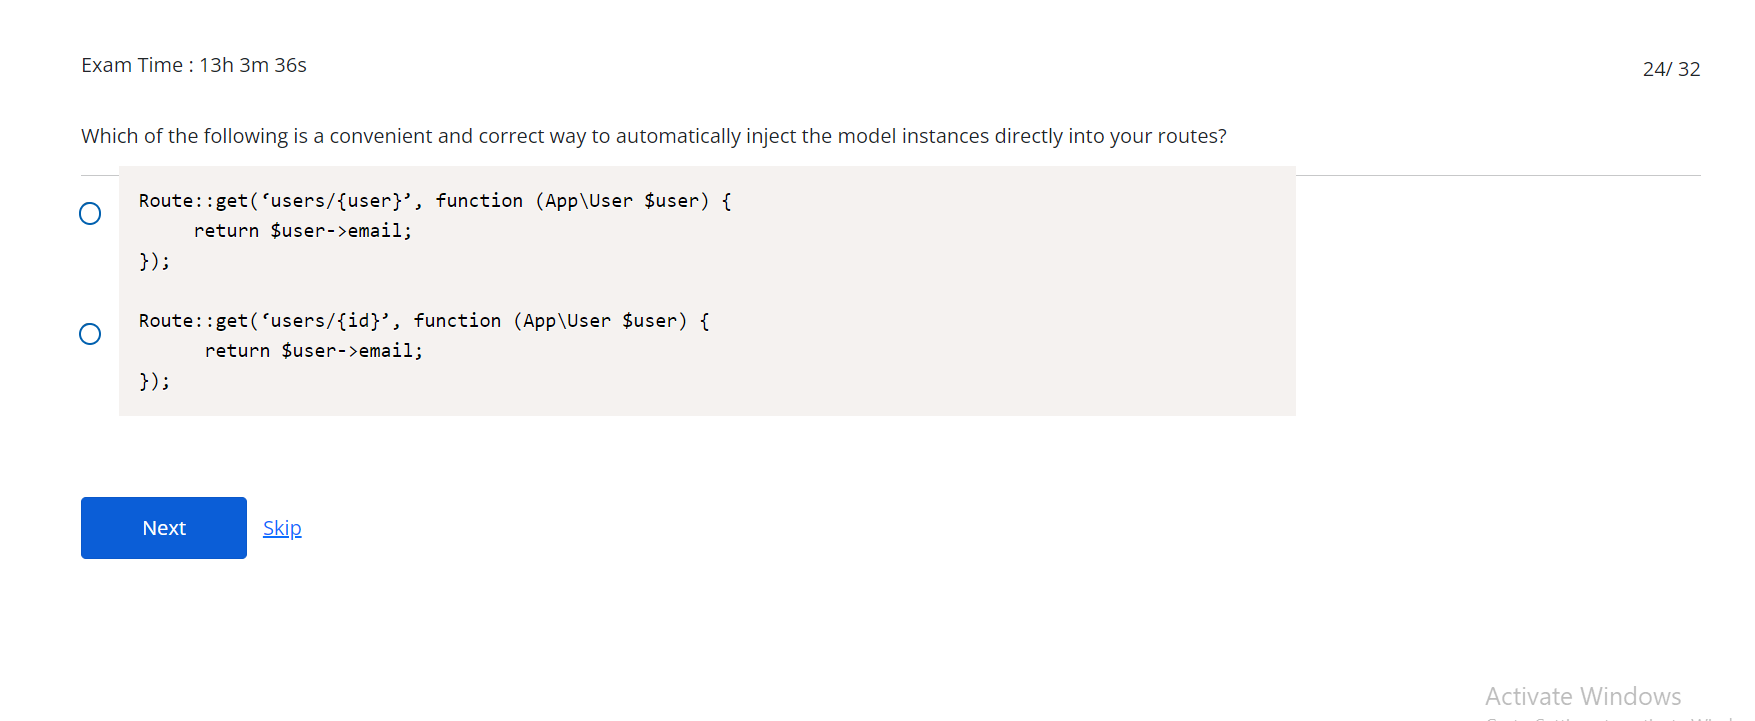 Exam Time : 13h 3m 36s
24/ 32
Which of the following is a convenient and correct way to automatically inject the model instances directly into your routes?
Route::get(‘users/{user}’, function (App\User $user) {
return $user->email;
});
Route::get(‘users/{id}’, function (App\User $user) {
return $user->email;
});
Next
Skip
Activate Windows